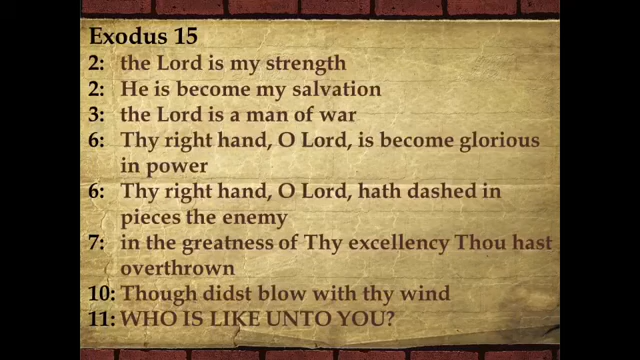 Exodus 15
2: the Lord is my strength
2: He is become my salvation
3: the Lord is a man of war
6: Thy right hand, O Lord, is become glorious
in power
6: Thy right hand, O Lord, hath dashed in
pieces the enemy
7: in the greatness of Thy excellency Thou hast
overthrown
10: Though didst blow with thy wind
11: WHO IS LIKE UNTO YOU?